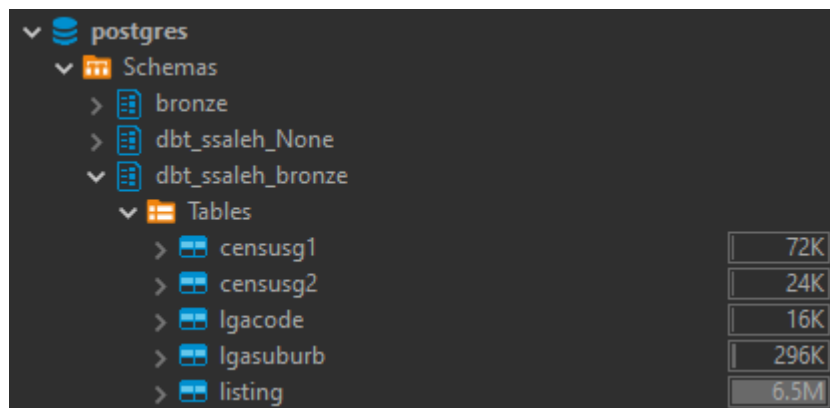 postgres
Schemas
bronze
dbt_ssaleh_None
dbt_ssaleh_bronze
Tables
censusg1 72K
censusg2 24K
lgacode 16K
lgasuburb 296K
listing 6.5M